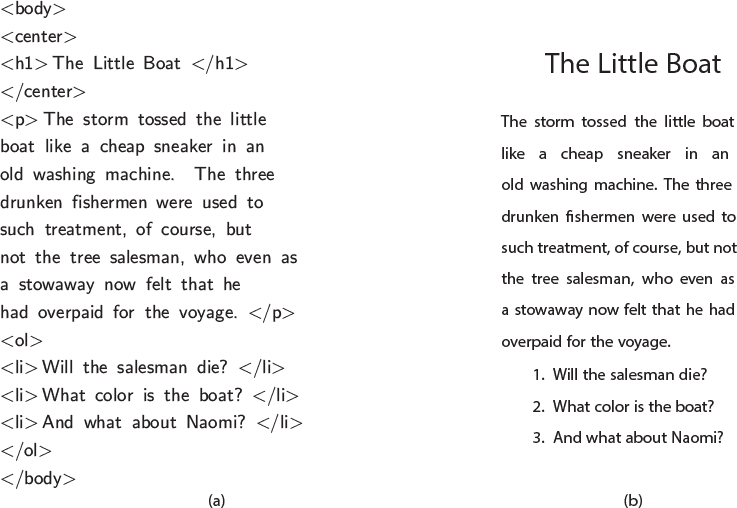 <body>
<center>
<h1> The Little Boat </h1>
</center>
<p> The storm tossed the little
boat like a cheap sneaker in an
old washing machine. The three
drunken fishermen were used to
such treatment, of course, but
not the tree salesman, who even as
a stowaway now felt that he
had overpaid for the voyage. </p>
<ol>
<li> Will the salesman die? </li>
<li> What color is the boat? </li>
<li> And what about Naomi? </li>
</ol>
</body>
(a)
The Little Boat
The storm tossed the little boat
like a cheap sneaker in an
old washing machine. The three
drunken fishermen were used to
such treatment, of course, but not
the tree salesman, who even as
a stowaway now felt that he had
overpaid for the voyage.
1. Will the salesman die?
2. What color is the boat?
3. And what about Naomi?
(b)